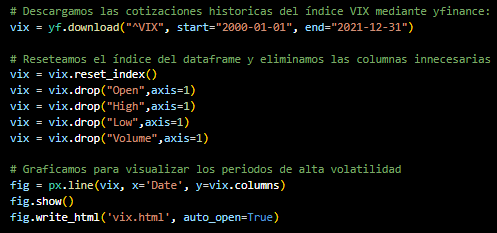 # Descargamos las cotizaciones historicas del índice VIX mediante yfinance:
vix = yf.download("^VIX", start="2000-01-01", end="2021-12-31")
# Reseteamos el índice del dataframe y eliminamos las columnas innecesarias
vix = vix.reset_index()
vix = vix.drop("Open",axis=1)
vix = vix.drop("High",axis=1)
vix = vix.drop("Low",axis=1)
vix = vix.drop("Volume",axis=1)
# Graficamos para visualizar los periodos de alta volatilidad
fig = px.line(vix, x='Date', y=vix.columns)
fig.show()
fig.write_html('vix.html', auto_open=True)